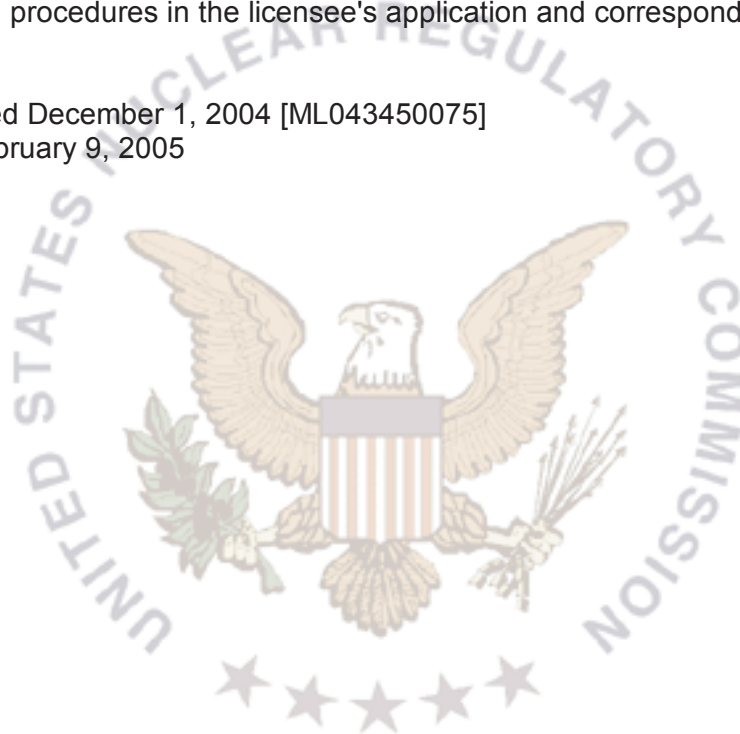 procedures in the licensee's application and correspond
ed December 1, 2004 [ML043450075]
bruary 9, 2005
UNITED STATES NUCLEAR REGULATORY COMMISSION